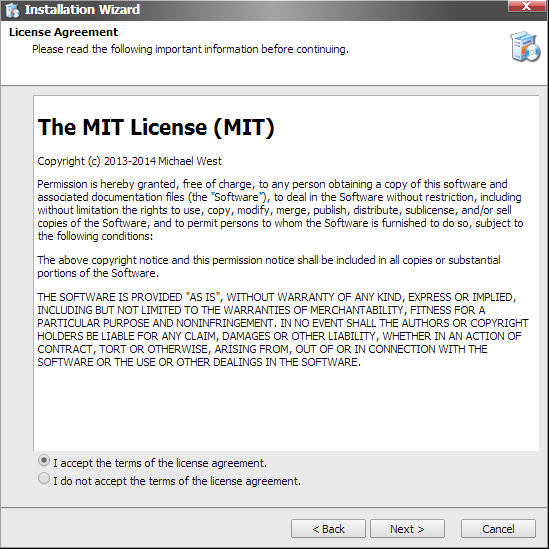 Installation Wizard
License Agreement
Please read the following important information before continuing.
The MIT License (MIT)
Copyright (c) 2013-2014 Michael West
Permission is hereby granted, free of charge, to any person obtaining a copy of this software and
associated documentation files (the "Software"), to deal in the Software without restriction, including
without limitation the rights to use, copy, modify, merge, publish, distribute, sublicense, and/or sell
copies of the Software, and to permit persons to whom the Software is furnished to do so, subject to
the following conditions:
The above copyright notice and this permission notice shall be included in all copies or substantial
portions of the Software.
THE SOFTWARE IS PROVIDED "AS IS", WITHOUT WARRANTY OF ANY KIND, EXPRESS OR IMPLIED,
INCLUDING BUT NOT LIMITED TO THE WARRANTIES OF MERCHANTABILITY, FITNESS FOR A
PARTICULAR PURPOSE AND NONINFRINGEMENT. IN NO EVENT SHALL THE AUTHORS OR COPYRIGHT
HOLDERS BE LIABLE FOR ANY CLAIM, DAMAGES OR OTHER LIABILITY, WHETHER IN AN ACTION OF
CONTRACT, TORT OR OTHERWISE, ARISING FROM, OUT OF OR IN CONNECTION WITH THE
SOFTWARE OR THE USE OR OTHER DEALINGS IN THE SOFTWARE.
I accept the terms of the license agreement.
I do not accept the terms of the license agreement.
< Back Next > Cancel